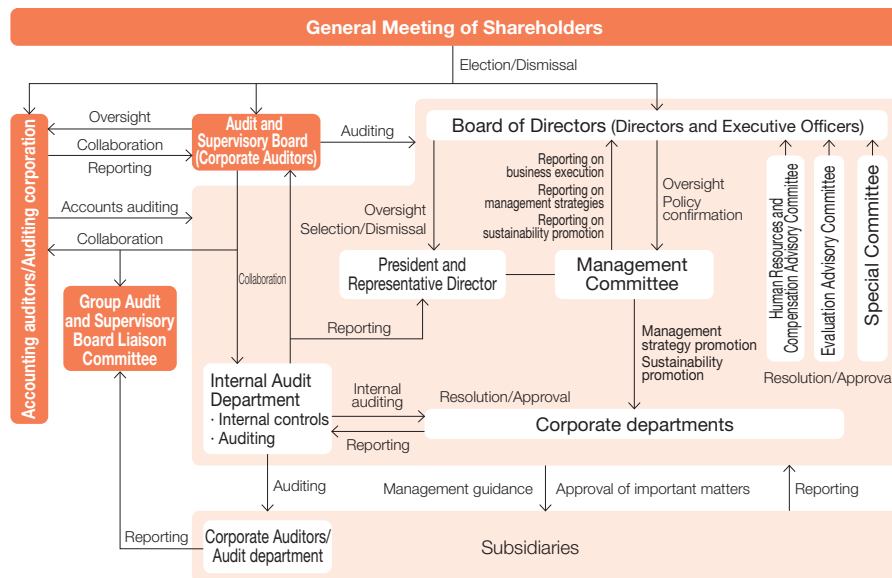 General Meeting of Shareholders
Election/Dismissal
Accounting auditors/Auditing corporation
Oversight
Collaboration
Reporting
Audit and
Supervisory Board
(Corporate Auditors)
Auditing
Board of Directors (Directors and Executive Officers)
Reporting on
business execution
Reporting on
management strategies
Reporting on
sustainability promotion
Oversight
Policy
confirmation
Oversight
Selection/Dismissal
Human Resources and
Compensation Advisory Committee
Evaluation Advisory Committee
Special Committee
Resolution/Approval
Accounts auditing
Collaboration
Collaboration
President and
Representative Director
Management
Committee
Group Audit
and Supervisory
Board Liaison
Committee
Reporting
Management
strategy promotion
Sustainability
promotion
Internal Audit
Department
· Internal controls
· Auditing
Internal
auditing
Reporting
Resolution/Approval
Corporate departments
Auditing
Management guidance
Approval of important matters
Reporting
Reporting
Corporate Auditors/
Audit department
Subsidiaries